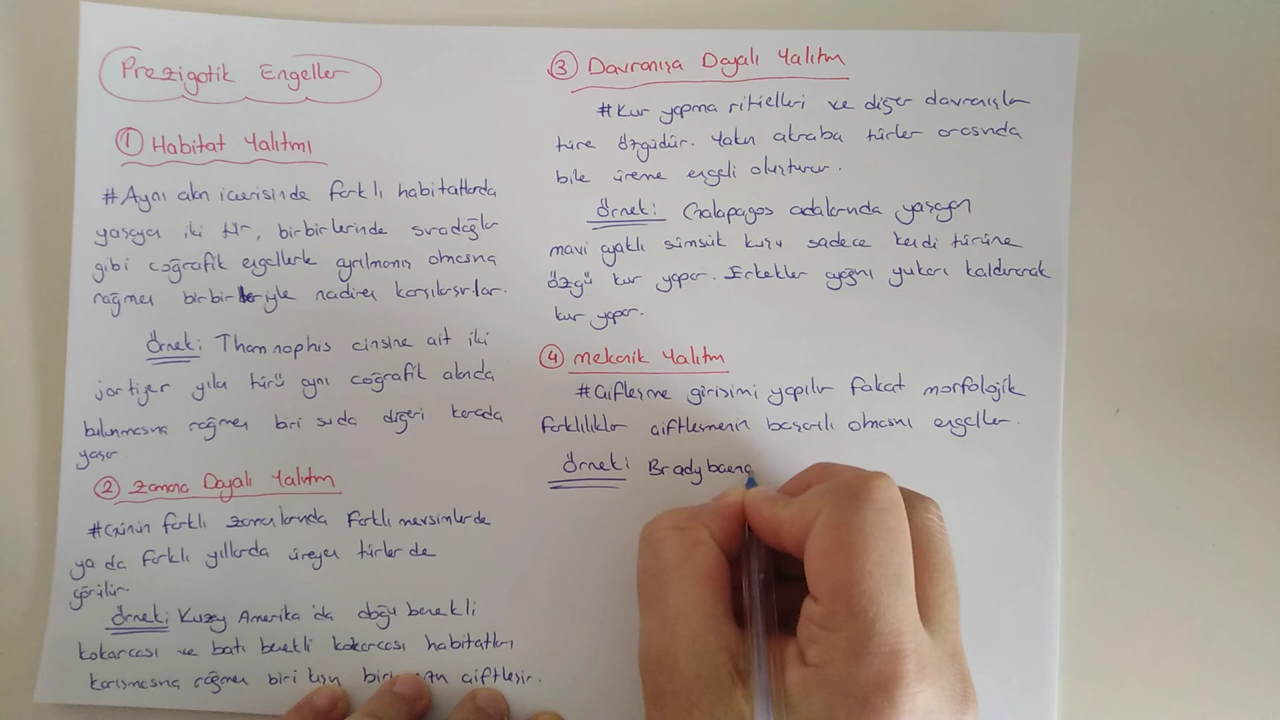 Prezigotik Engeller
① Habitat Yalıtımı
#Aynı alan içerisinde farklı habitatlarda
yaşayan iki tür, birbirlerinde sıradağlar
gibi coğrafik engellerle ayrılmamış olmasına
rağmen birbirleriyle nadiren karşılaşırlar.
Örnek: Thamnophis cinsine ait iki
jartiyer yılan türü aynı coğrafik alanda
bulunmasına rağmen biri suda diğeri karada
yaşar
② Zamana Dayalı Yalıtım
#Günün farklı zamanlarında farklı mevsimlerde
ya da farklı yıllarda üreyen türlerde
görülür
Örnek: Kuzey Amerika'da doğu benekli
kokarcası ve batı benekli kokarcası habitatları
karışmasına rağmen biri kışın biri çiftleşir.
③ Davranışa Dayalı Yalıtım
#Kur yapma ritüelleri ve diğer davranışlar
türe özgüdür. Yakın akraba türler arasında
bile üreme engeli oluşturur.
Örnek: Galapagos adalarında yaşayan
mavi ayaklı sümsük kuşu sadece kendi türüne
özgü kur yapar. Erkekler ayağını yukarı kaldırarak
kur yapar.
④ Mekanik Yalıtım
#Çiftleşme girişimi yapılır fakat morfolojik
farklılıklar çiftleşmenin başarılı olmasını engeller.
Örnek: Bradybaena